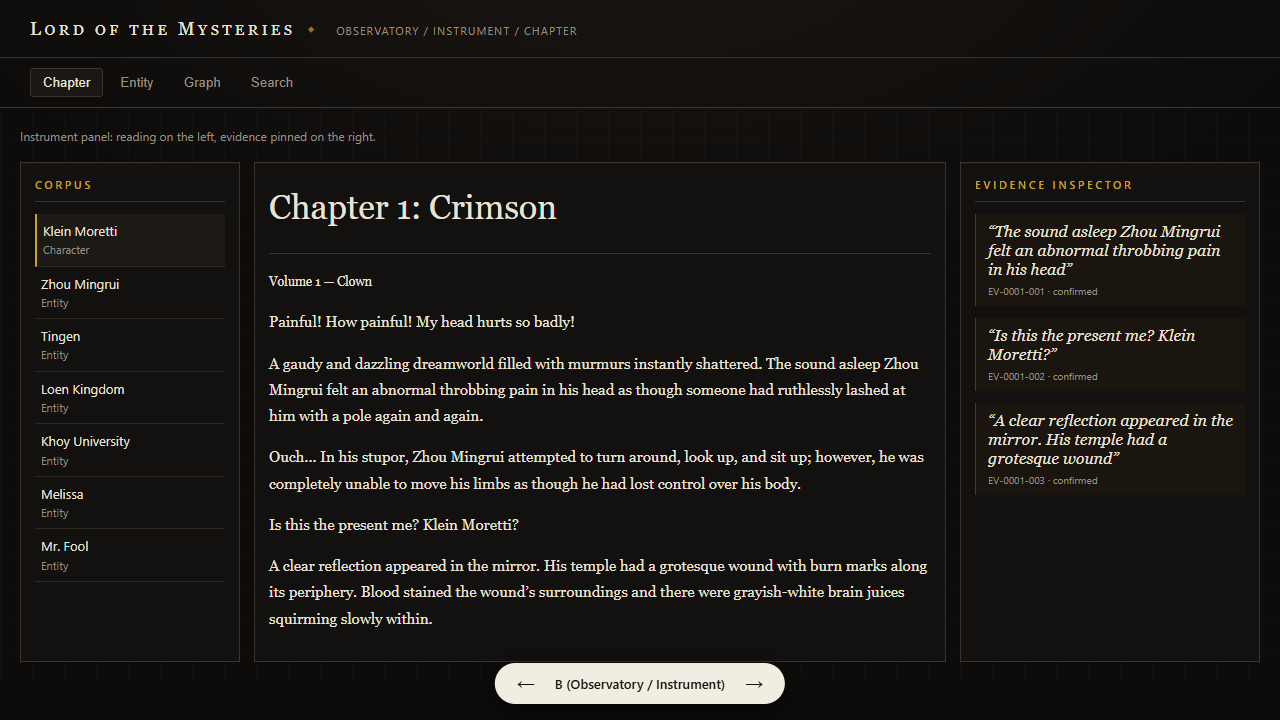 LORD OF THE MYSTERIES
OBSERVATORY / INSTRUMENT / CHAPTER
Chapter
Entity
Graph
Search
Instrument panel: reading on the left, evidence pinned on the right.
CORPUS
Klein Moretti
Character
Zhou Mingrui
Entity
Tingen
Entity
Loen Kingdom
Entity
Khoy University
Entity
Melissa
Entity
Mr. Fool
Entity
Chapter 1: Crimson
Volume 1 — Clown
Painful! How painful! My head hurts so badly!
A gaudy and dazzling dreamworld filled with murmurs instantly shattered. The sound asleep Zhou
Mingrui felt an abnormal throbbing pain in his head as though someone had ruthlessly lashed at
him with a pole again and again.
Ouch... In his stupor, Zhou Mingrui attempted to turn around, look up, and sit up; however, he was
completely unable to move his limbs as though he had lost control over his body.
Is this the present me? Klein Moretti?
A clear reflection appeared in the mirror. His temple had a grotesque wound with burn marks along
its periphery. Blood stained the wound’s surroundings and there were grayish-white brain juices
squirming slowly within.
EVIDENCE INSPECTOR
“The sound asleep Zhou Mingrui
felt an abnormal throbbing pain
in his head”
EV-0001-001 · confirmed
“Is this the present me? Klein
Moretti?”
EV-0001-002 · confirmed
“A clear reflection appeared in the
mirror. His temple had a
grotesque wound”
EV-0001-003 · confirmed
← B (Observatory / Instrument) →